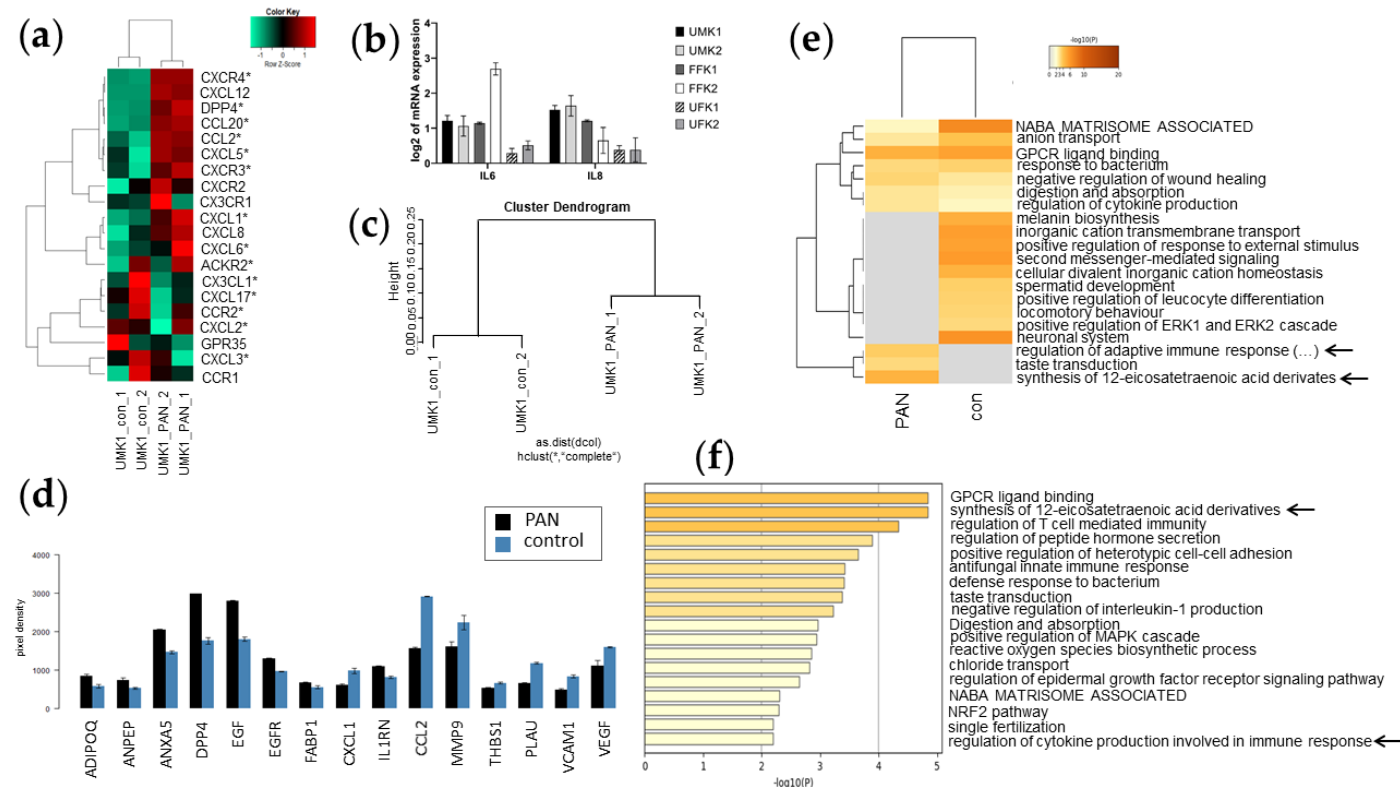 (a)
Color Key
-1 0 1
Row Z-Score
CXCR4*
CXCL12
DPP4*
CCL20*
CCL2*
CXCL5*
CXCR3*
CXCR2
CX3CR1
CXCL1*
CXCL8
CXCL6*
ACKR2*
CX3CL1*
CXCL17*
CCR2*
CXCL2*
GPR35
CXCL3*
CCR1
UMK1_con_1
UMK1_con_2
UMK1_PAN_2
UMK1_PAN_1
(b)
log2 of mRNA expression
4
3
2
1
0
IL6
IL8
UMK1
UMK2
FFK1
FFK2
UFK1
UFK2
(c)
Cluster Dendrogram
Height
0.00 0.05 0.10 0.15 0.20 0.25
UMK1_con_1
UMK1_con_2
UMK1_PAN_1
UMK1_PAN_2
as.dist(dcol)
hclust(*,“complete“)
(d)
PAN
control
pixel density
4000
3000
2000
1000
0
ADIPOQ
ANPEP
ANXA5
DPP4
EGF
EGFR
FABP1
CXCL1
IL1RN
CCL2
MMP9
THBS1
PLAU
VCAM1
VEGF
(e)
-log10(P)
0 2 3 4 6 10 20
NABA MATRISOME ASSOCIATED
anion transport
GPCR ligand binding
response to bacterium
negative regulation of wound healing
digestion and absorption
regulation of cytokine production
melanin biosynthesis
inorganic cation transmembrane transport
positive regulation of response to external stimulus
second messenger-mediated signaling
cellular divalent inorganic cation homeostasis
spermatid development
positive regulation of leucocyte differentiation
locomotory behaviour
positive regulation of ERK1 and ERK2 cascade
neuronal system
regulation of adaptive immune response (...)
taste transduction
synthesis of 12-eicosatetraenoic acid derivates
PAN
con
(f)
GPCR ligand binding
synthesis of 12-eicosatetraenoic acid derivatives
regulation of T cell mediated immunity
regulation of peptide hormone secretion
positive regulation of heterotypic cell-cell adhesion
antifungal innate immune response
defense response to bacterium
taste transduction
negative regulation of interleukin-1 production
Digestion and absorption
positive regulation of MAPK cascade
reactive oxygen species biosynthetic process
chloride transport
regulation of epidermal growth factor receptor signaling pathway
NABA MATRISOME ASSOCIATED
NRF2 pathway
single fertilization
regulation of cytokine production involved in immune response
0 1 2 3 4 5
-log10(P)